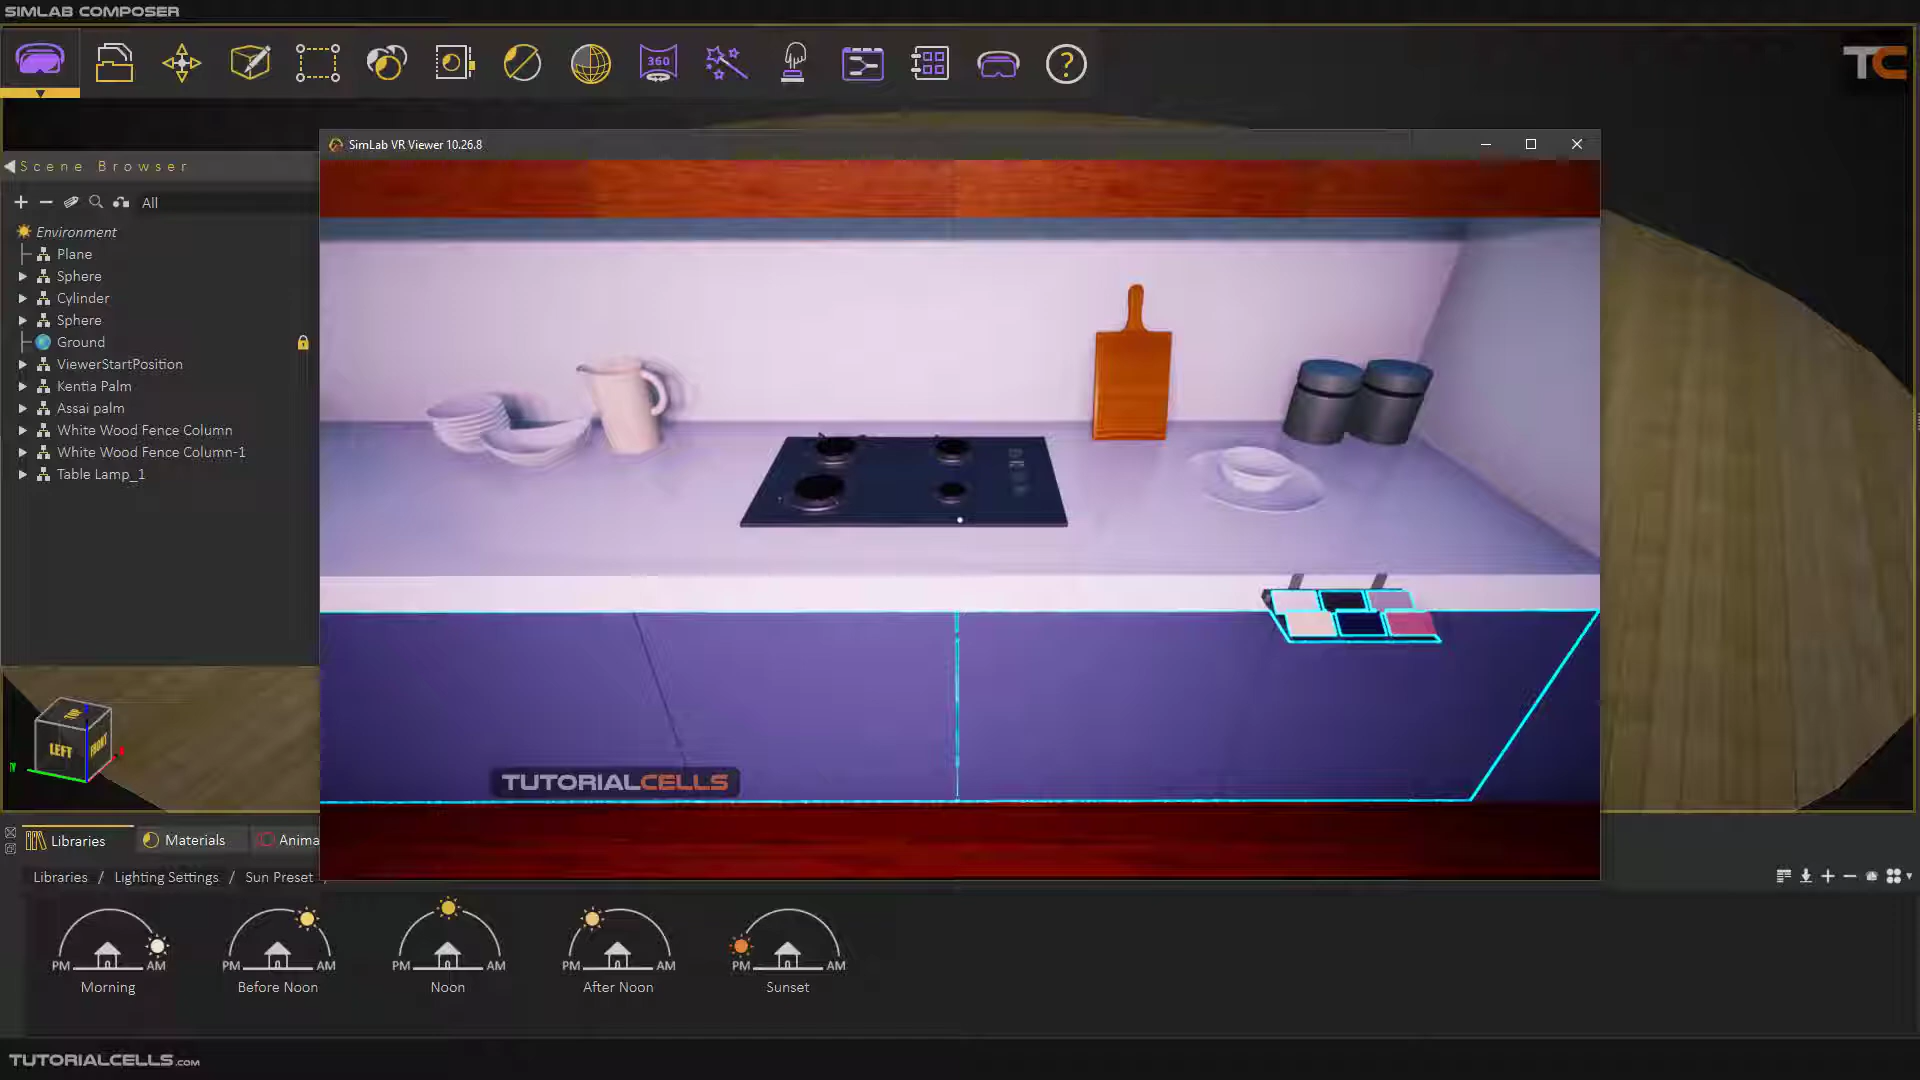 SIMLAB COMPOSER
360
?
TC
SimLab VR Viewer 10.26.8
Scene Browser
All
Environment
Plane
Sphere
Cylinder
Sphere
Ground
ViewerStartPosition
Kentia Palm
Assai palm
White Wood Fence Column
White Wood Fence Column-1
Table Lamp_1
TOP
LEFT
FRONT
TUTORIALCELLS
Libraries
Materials
Anima
Libraries / Lighting Settings / Sun Preset /
PM AM
PM AM
PM AM
PM AM
PM AM
Morning
Before Noon
Noon
After Noon
Sunset
TUTORIALCELLS.COM